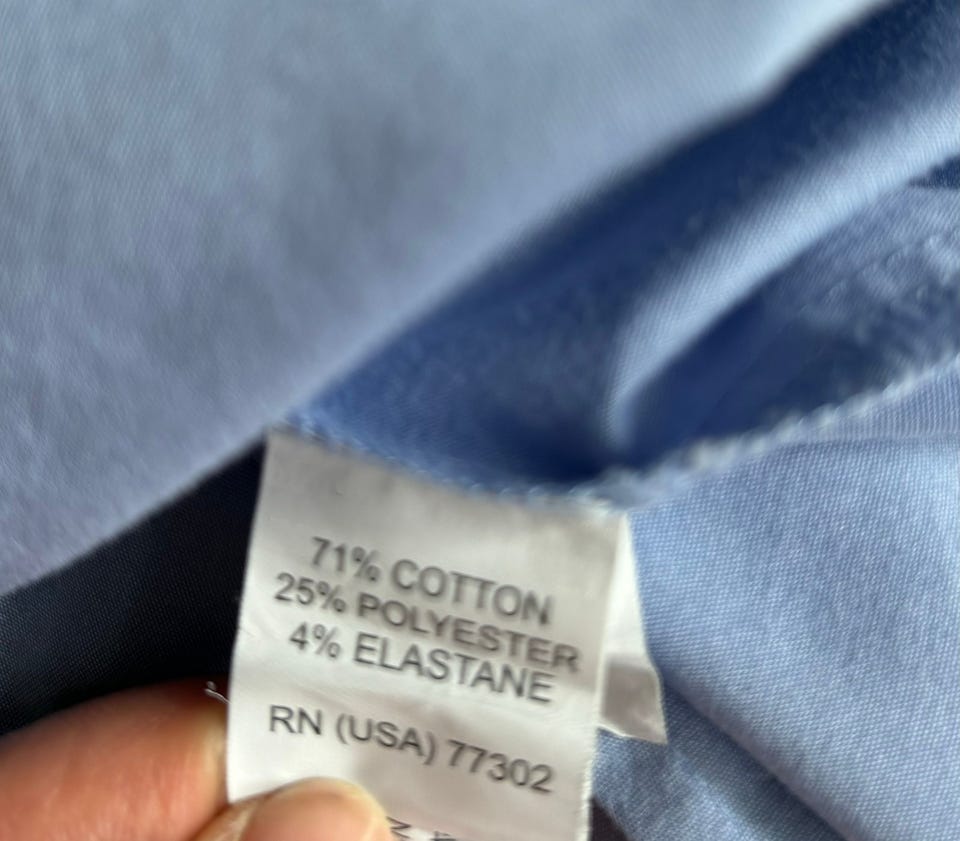 71% COTTON
25% POLYESTER
4% ELASTANE
RN (USA) 77302